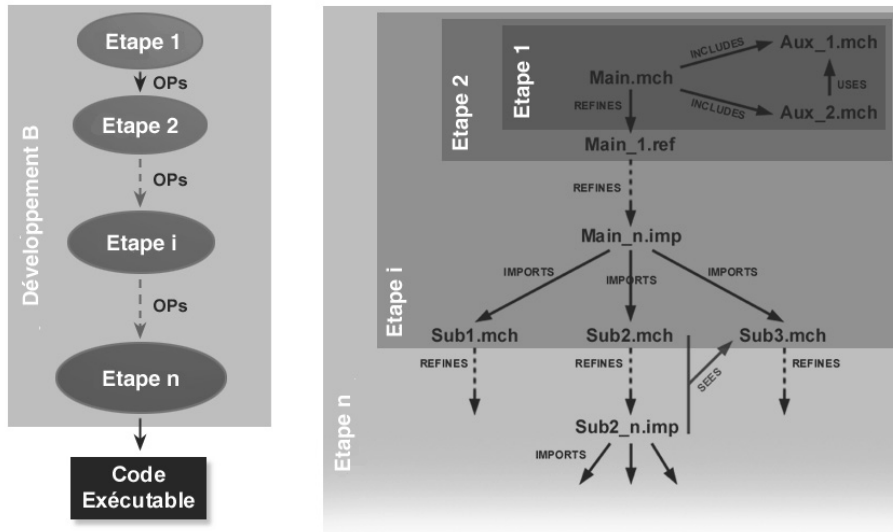 Développement B
Etape 1
OPs
Etape 2
OPs
Etape i
OPs
Etape n
Code
Exécutable
Etape n
Etape i
Etape 2
Etape 1
INCLUDES
Aux_1.mch
Main.mch
USES
REFINES
INCLUDES
Aux_2.mch
Main_1.ref
REFINES
Main_n.imp
IMPORTS
IMPORTS
IMPORTS
Sub1.mch
Sub2.mch
Sub3.mch
REFINES
REFINES
SEES
REFINES
Sub2_n.imp
IMPORTS